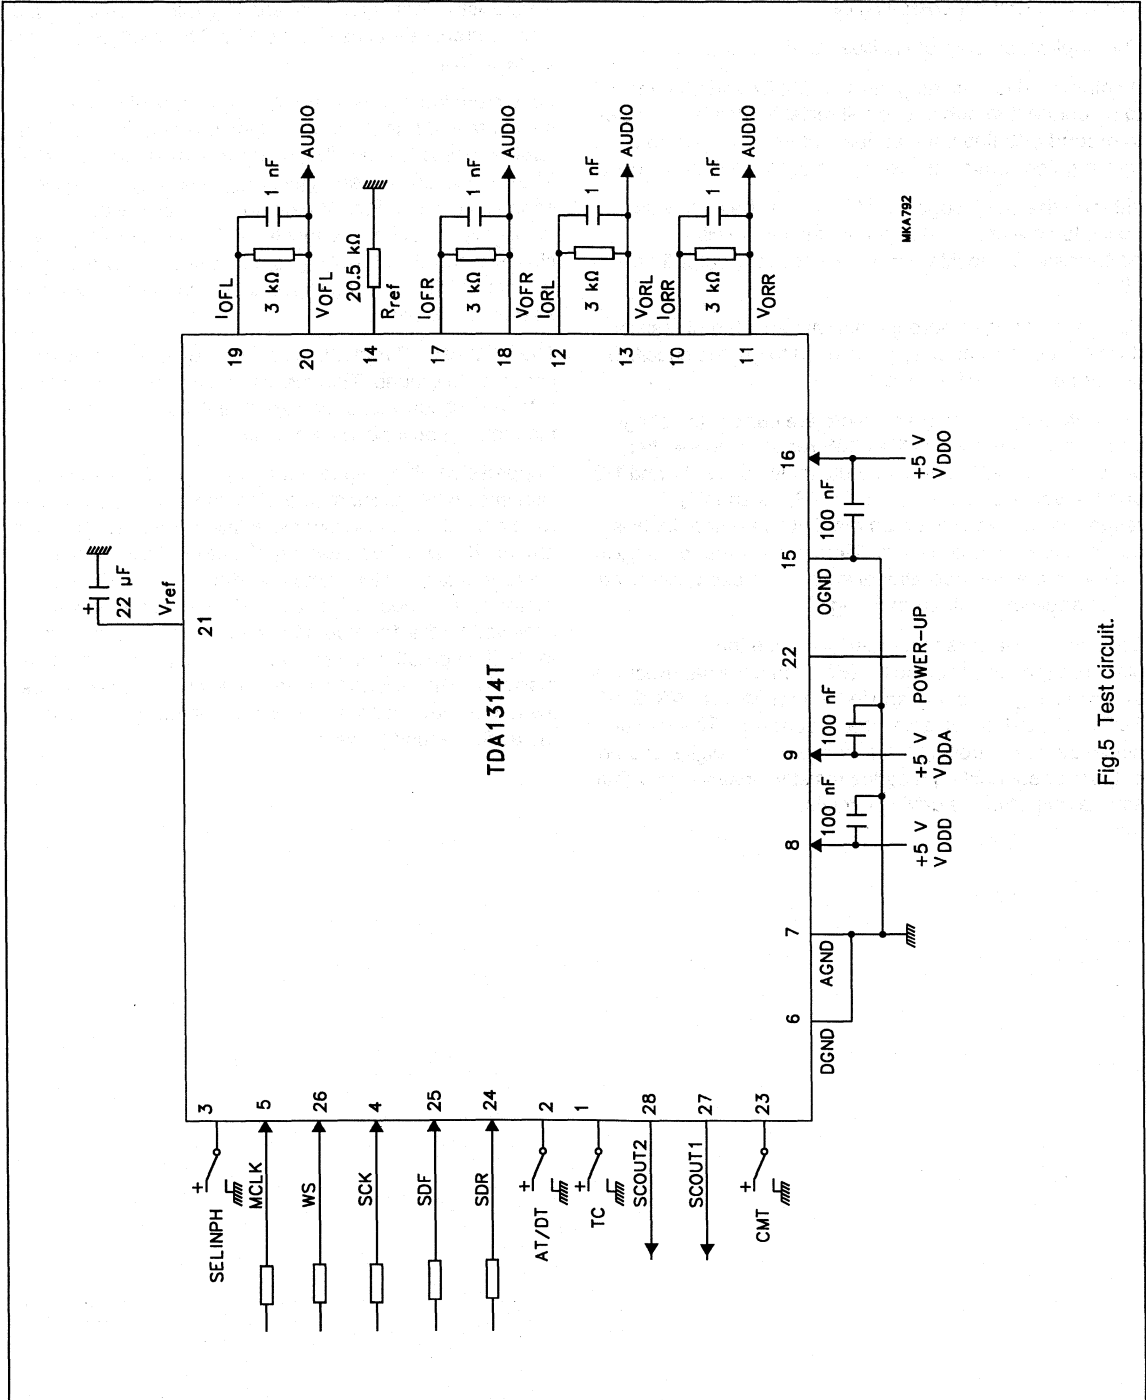 SELINPH
+
3
MCLK
5
WS
26
SCK
4
SDF
25
SDR
24
AT/DT
+
2
TC
+
1
SCOUT2
28
SCOUT1
27
CMT
+
23
+
22 µF
Vref
21
TDA1314T
19
IOFL
3 kΩ
1 nF
20
VOFL
AUDIO
14
Rref
20.5 kΩ
17
IOFR
3 kΩ
1 nF
18
VOFR
AUDIO
12
IORL
3 kΩ
1 nF
13
VORL
AUDIO
10
IORR
3 kΩ
1 nF
11
VORR
AUDIO
6
DGND
7
AGND
8
100 nF
+5 V
VDDD
9
100 nF
+5 V
VDDA
22
POWER-UP
15
OGND
100 nF
16
+5 V
VDDO
MKA792
Fig.5 Test circuit.